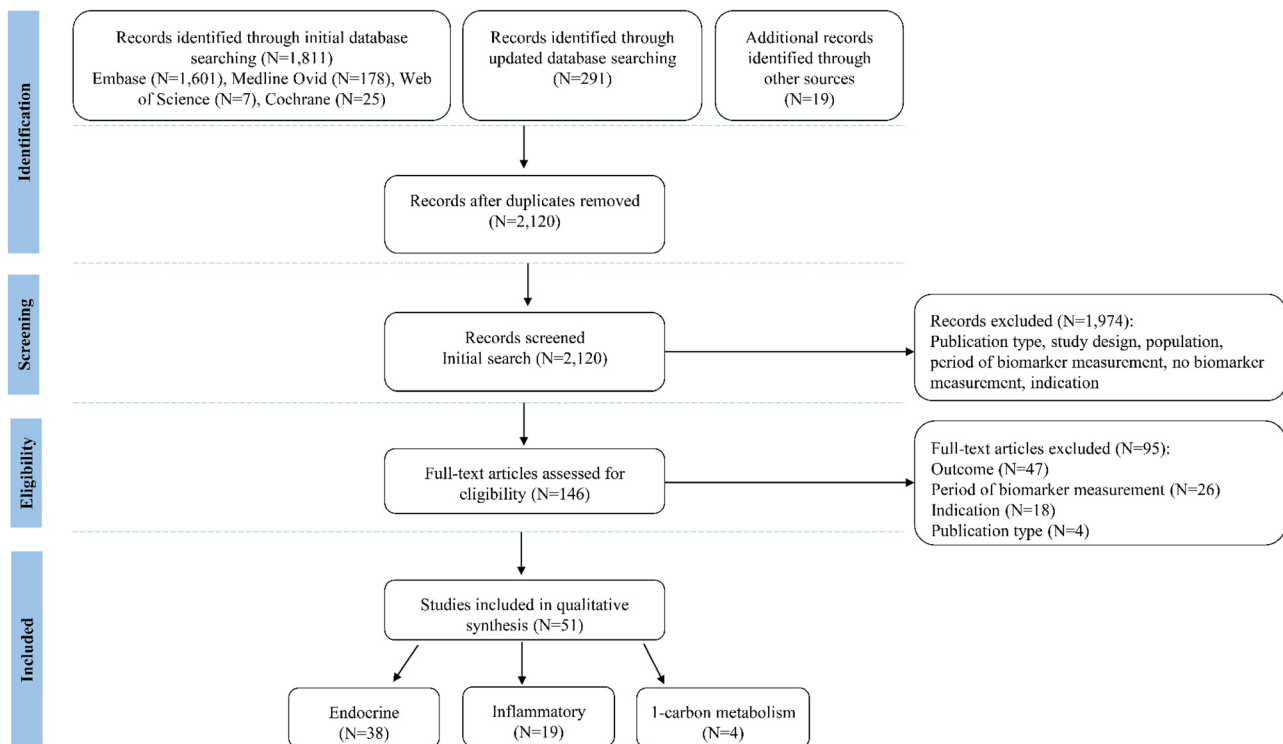 Identification
Records identified through initial database
searching (N=1,811)
Embase (N=1,601), Medline Ovid (N=178), Web
of Science (N=7), Cochrane (N=25)
Records identified through
updated database searching
(N=291)
Additional records
identified through
other sources
(N=19)
Records after duplicates removed
(N=2,120)
Screening
Records screened
Initial search (N=2,120)
Records excluded (N=1,974):
Publication type, study design, population,
period of biomarker measurement, no biomarker
measurement, indication
Eligibility
Full-text articles assessed for
eligibility (N=146)
Full-text articles excluded (N=95):
Outcome (N=47)
Period of biomarker measurement (N=26)
Indication (N=18)
Publication type (N=4)
Included
Studies included in qualitative
synthesis (N=51)
Endocrine
(N=38)
Inflammatory
(N=19)
1-carbon metabolism
(N=4)